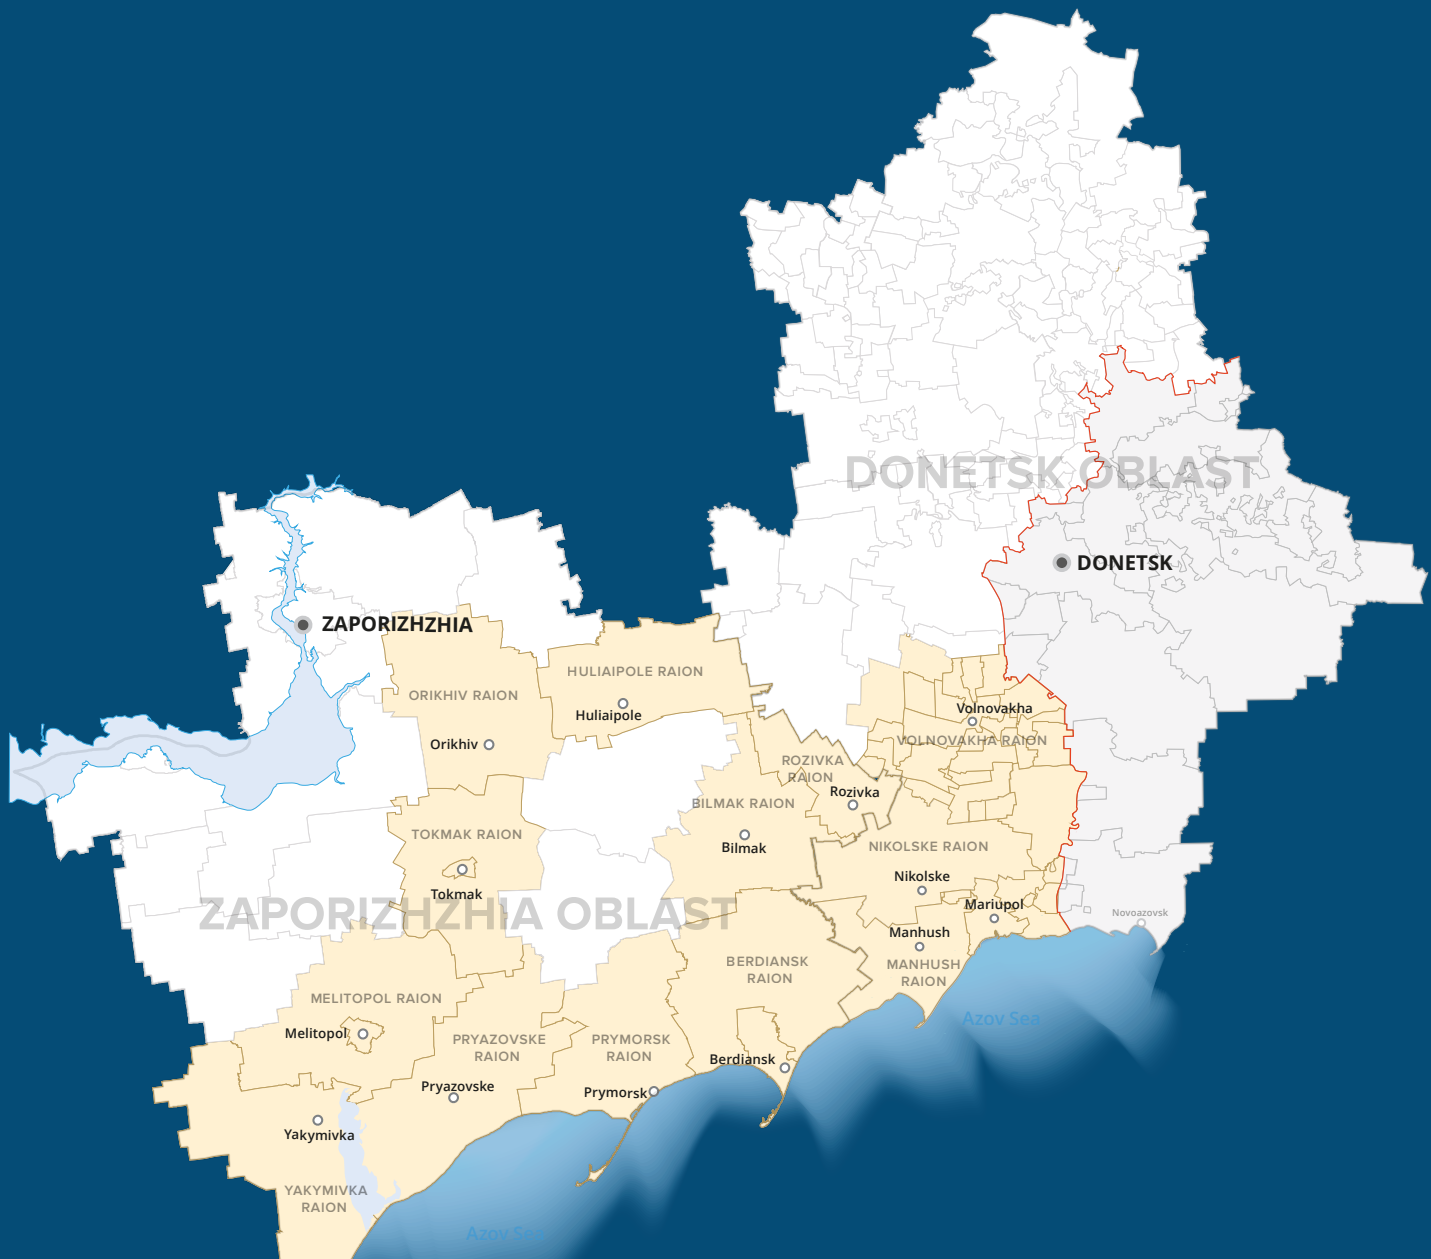 DONETSK OBLAST
DONETSK
ZAPORIZHZHIA
HULIAIPOLE RAION
ORIKHIV RAION
Huliaipole
Volnovakha
Orikhiv
VOLNOVAKHA RAION
ROZIVKA
RAION
Rozivka
BILMAK RAION
TOKMAK RAION
Bilmak
NIKOLSKE RAION
Tokmak
Nikolske
ZAPORIZHZHIA OBLAST
Mariupol
Novoazovsk
Manhush
BERDIANSK
RAION
MANHUSH
RAION
MELITOPOL RAION
Azov Sea
Melitopol
PRYAZOVSKE
RAION
PRYMORSK
RAION
Berdiansk
Pryazovske
Prymorsk
Yakymivka
YAKYMIVKA
RAION
Azov Sea